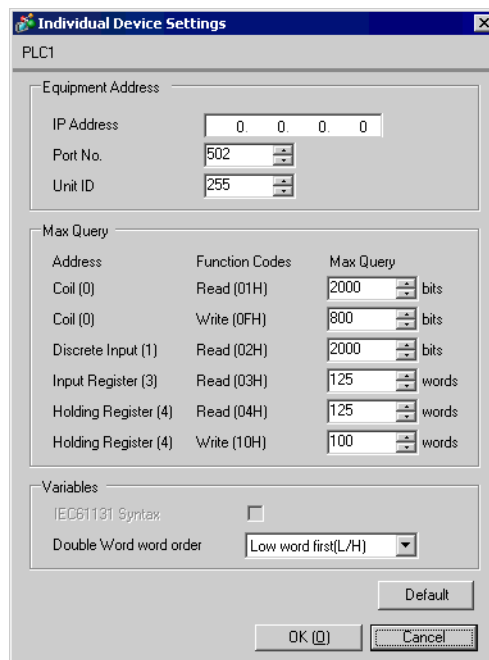 Individual Device Settings
PLC1
Equipment Address
IP Address 0. 0. 0. 0
Port No. 502
Unit ID 255
Max Query
Address Function Codes Max Query
Coil (0) Read (01H) 2000 bits
Coil (0) Write (0FH) 800 bits
Discrete Input (1) Read (02H) 2000 bits
Input Register (3) Read (03H) 125 words
Holding Register (4) Read (04H) 125 words
Holding Register (4) Write (10H) 100 words
Variables
IEC61131 Syntax
Double Word word order Low word first(L/H)
Default
OK (O) Cancel